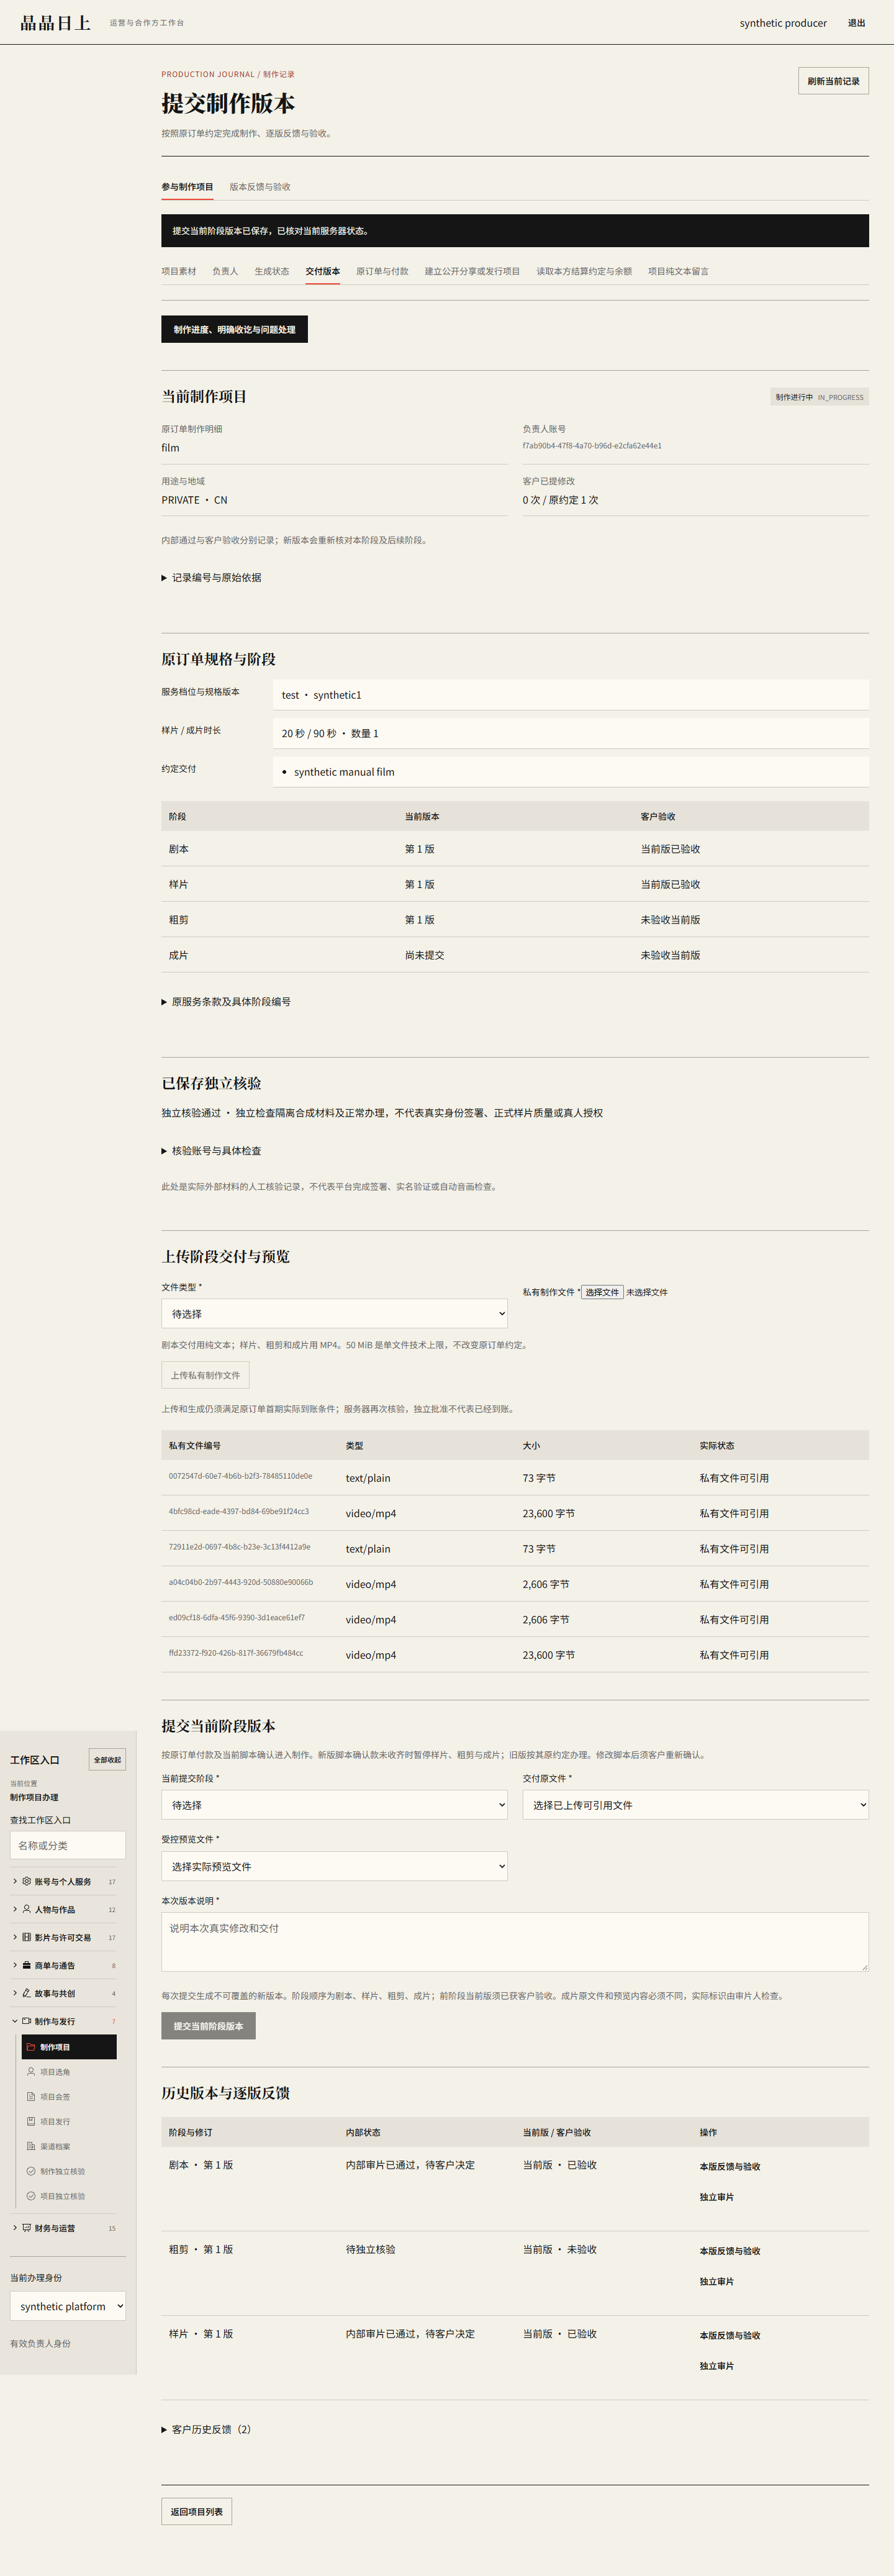 晶晶日上
运营与合作方工作台
synthetic producer
退出
PRODUCTION JOURNAL / 制作记录
提交制作版本
按照原订单约定完成制作、逐版反馈与验收。
刷新当前记录
参与制作项目
版本反馈与验收
提交当前阶段版本已保存，已核对当前服务器状态。
项目素材
负责人
生成状态
交付版本
原订单与付款
建立公开分享或发行项目
读取本方结算约定与余额
项目纯文本留言
制作进度、明确收讫与问题处理
当前制作项目
制作进行中 IN_PROGRESS
原订单制作明细
film
负责人账号
f7ab90b4-47f8-4a70-b96d-e2cfa62e44e1
用途与地域
PRIVATE · CN
客户已提修改
0 次 / 原约定 1 次
内部通过与客户验收分别记录；新版本会重新核对本阶段及后续阶段。
▶ 记录编号与原始依据
原订单规格与阶段
服务档位与规格版本
test · synthetic1
样片 / 成片时长
20 秒 / 90 秒 · 数量 1
约定交付
• synthetic manual film
阶段 当前版本 客户验收
剧本 第 1 版 当前版已验收
样片 第 1 版 当前版已验收
粗剪 第 1 版 未验收当前版
成片 尚未提交 未验收当前版
▶ 原服务条款及具体阶段编号
已保存独立核验
独立核验通过 · 独立检查隔离合成材料及正常办理，不代表真实身份签署、正式样片质量或真人授权
▶ 核验账号与具体检查
此处是实际外部材料的人工核验记录，不代表平台完成签署、实名验证或自动音画检查。
上传阶段交付与预览
文件类型 *
待选择
私有制作文件 * 选择文件 未选择文件
剧本交付用纯文本；样片、粗剪和成片用 MP4。50 MiB 是单文件技术上限，不改变原订单约定。
上传私有制作文件
上传和生成仍须满足原订单首期实际到账条件；服务器再次核验，独立批准不代表已经到账。
私有文件编号 类型 大小 实际状态
0072547d-60e7-4b6b-b2f3-78485110de0e text/plain 73 字节 私有文件可引用
4bfc98cd-eade-4397-bd84-69be91f24cc3 video/mp4 23,600 字节 私有文件可引用
72911e2d-0697-4b8c-b23e-3c13f4412a9e text/plain 73 字节 私有文件可引用
a04c04b0-2b97-4443-920d-50880e90066b video/mp4 2,606 字节 私有文件可引用
ed09cf18-6dfa-45f6-9390-3d1eace61ef7 video/mp4 2,606 字节 私有文件可引用
ffd23372-f920-426b-817f-36679fb484cc video/mp4 23,600 字节 私有文件可引用
提交当前阶段版本
按原订单付款及当前脚本确认进入制作。新版脚本确认款未收齐时暂停样片、粗剪与成片；旧版按其原约定办理。修改脚本后须客户重新确认。
当前提交阶段 *
待选择
交付原文件 *
选择已上传可引用文件
受控预览文件 *
选择实际预览文件
本次版本说明 *
说明本次真实修改和交付
每次提交生成不可覆盖的新版本。阶段顺序为剧本、样片、粗剪、成片；前阶段当前版须已获客户验收。成片原文件和预览内容必须不同，实际标识由审片人检查。
提交当前阶段版本
历史版本与逐版反馈
阶段与修订 内部状态 当前版 / 客户验收 操作
剧本 · 第 1 版 内部审片已通过，待客户决定 当前版 · 已验收 本版反馈与验收
独立审片
粗剪 · 第 1 版 待独立核验 当前版 · 未验收 本版反馈与验收
独立审片
样片 · 第 1 版 内部审片已通过，待客户决定 当前版 · 已验收 本版反馈与验收
独立审片
▶ 客户历史反馈（2）
返回项目列表
工作区入口
全部收起
当前位置
制作项目办理
查找工作区入口
名称或分类
账号与个人服务 17
人物与作品 12
影片与许可交易 17
商单与通告 8
故事与共创 4
制作与发行 7
制作项目
项目选角
项目会签
项目发行
渠道档案
制作独立核验
项目独立核验
财务与运营 15
当前办理身份
synthetic platform
有效负责人身份